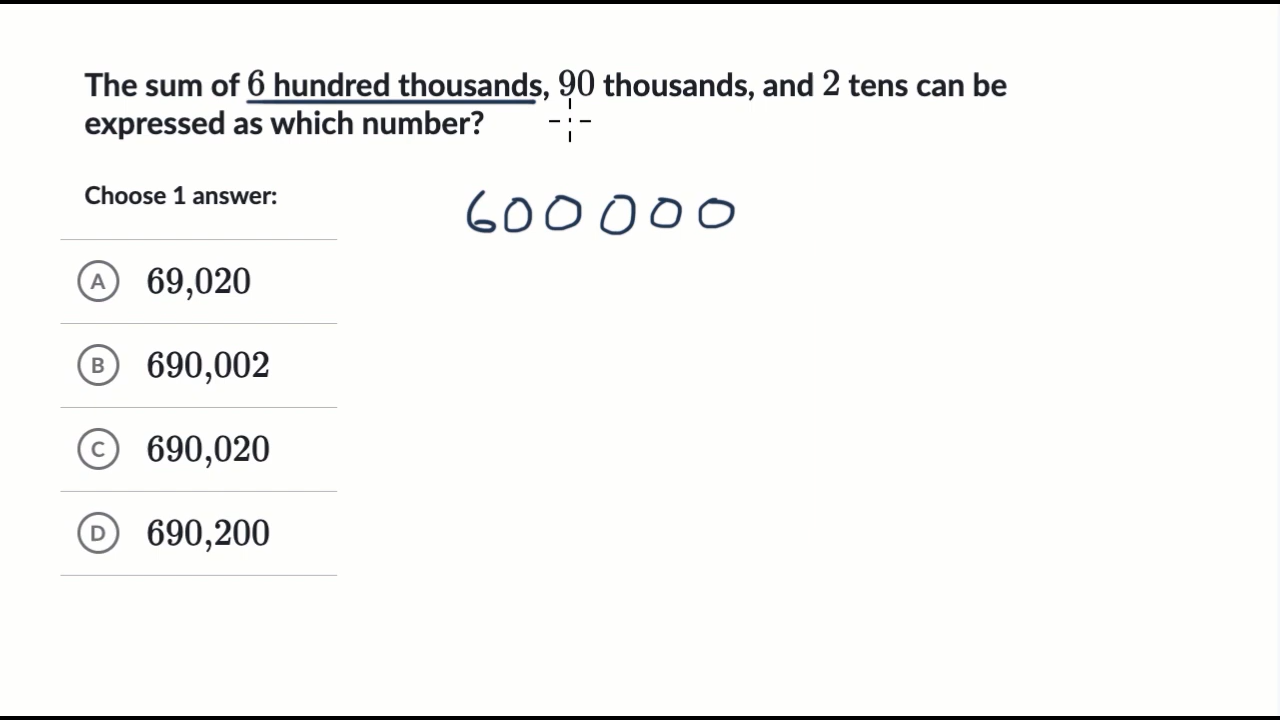 The sum of 6 hundred thousands, 90 thousands, and 2 tens can be
expressed as which number?
Choose 1 answer:
600000
A 69,020
B 690,002
C 690,020
D 690,200